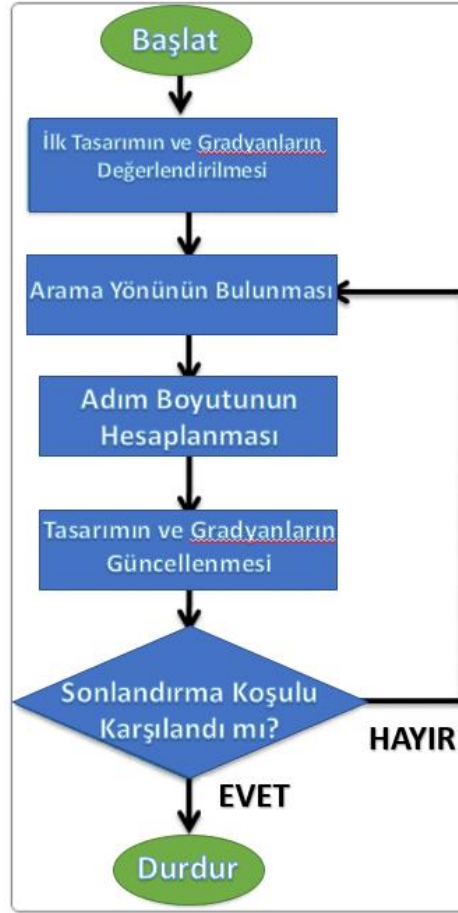 Başlat
İlk Tasarımın ve Gradyanların
Değerlendirilmesi
Arama Yönünün Bulunması
Adım Boyutunun
Hesaplanması
Tasarımın ve Gradyanların
Güncellenmesi
Sonlandırma Koşulu
Karşılandı mı?
HAYIR
EVET
Durdur